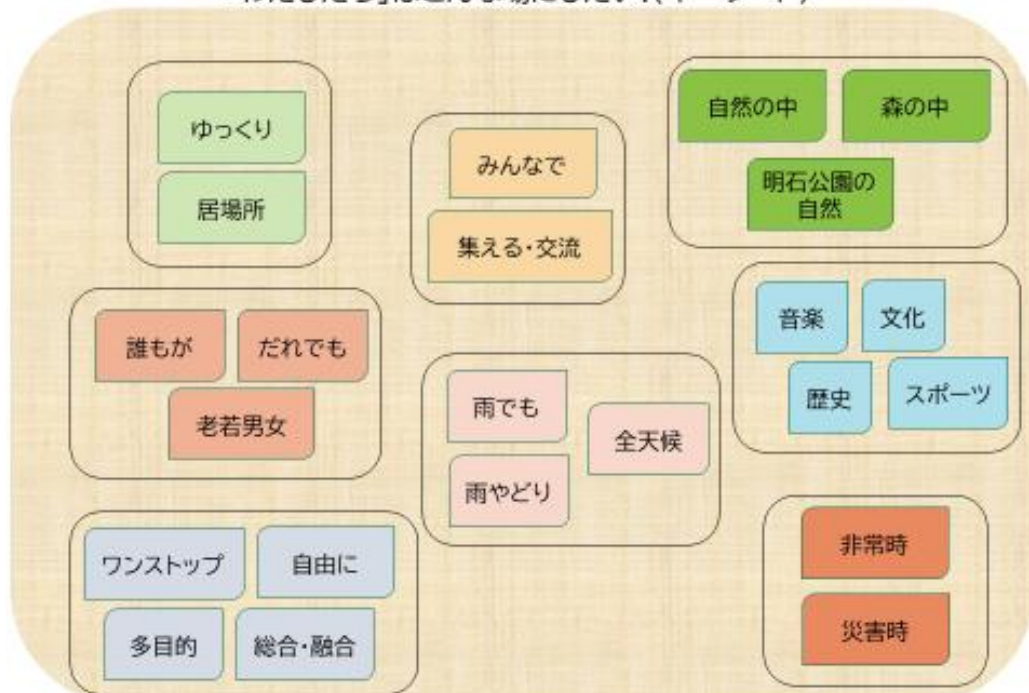 ゆっくり
居場所
みんなで
集える・交流
自然の中
森の中
明石公園の
自然
誰もが
だれでも
老若男女
雨でも
全天候
雨やどり
音楽
文化
歴史
スポーツ
ワンストップ
自由に
多目的
総合・融合
非常時
災害時